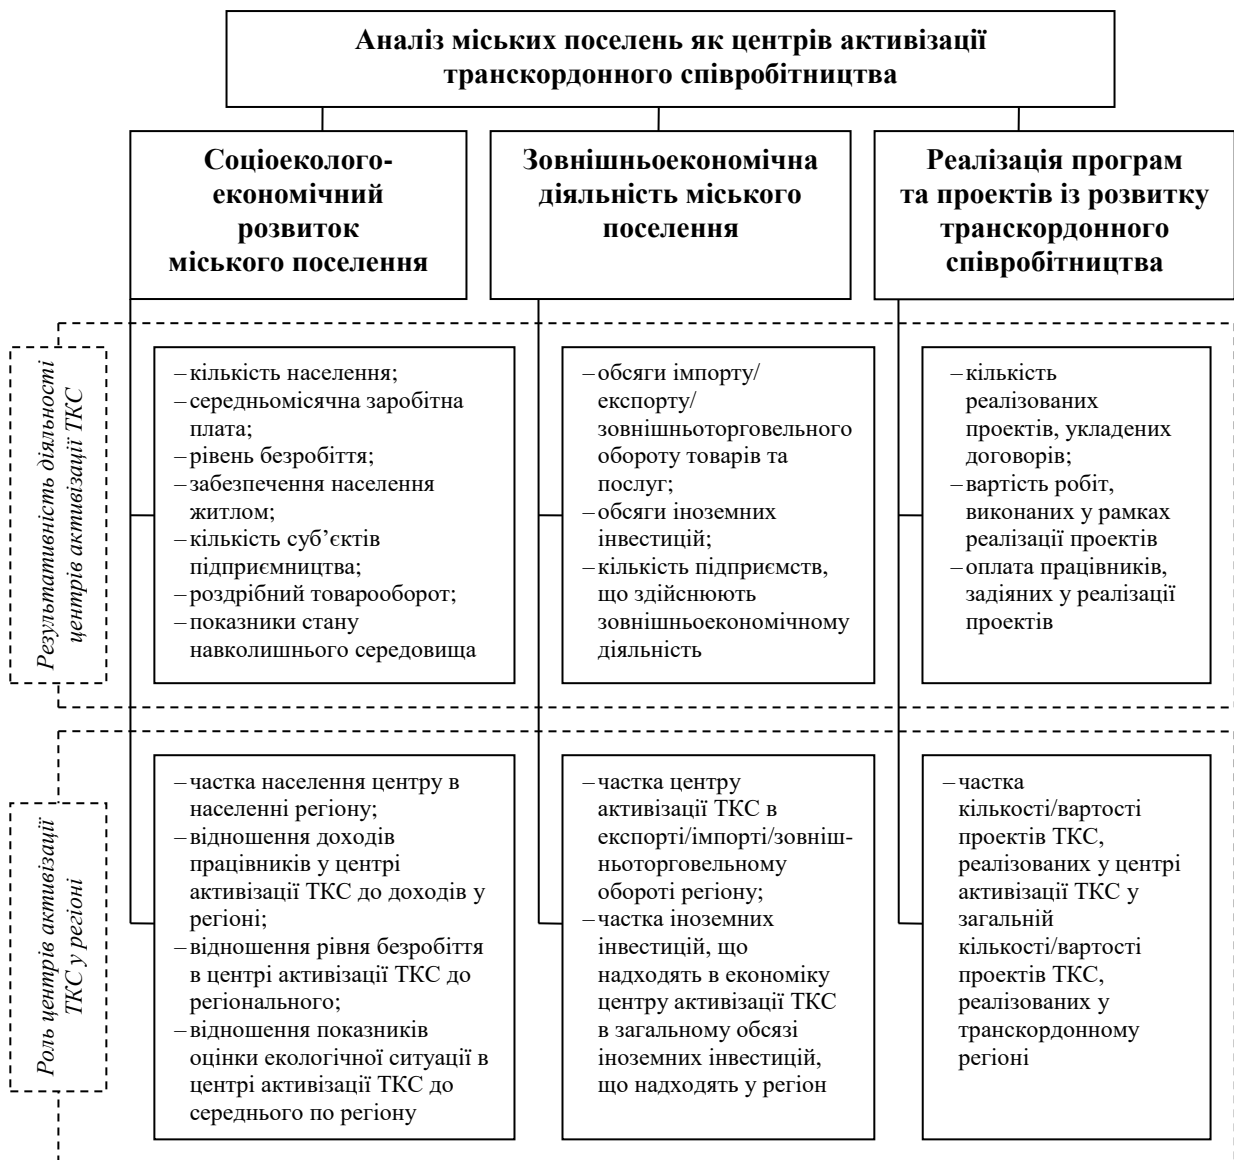 Аналіз міських поселень як центрів активізації
транскордонного співробітництва
Соціоеколого-
економічний
розвиток
міського поселення
Зовнішньоекономічна
діяльність міського
поселення
Реалізація програм
та проектів із розвитку
транскордонного
співробітництва
Результативність діяльності
центрів активізації ТКС
– кількість населення;
– середньомісячна заробітна
плата;
– рівень безробіття;
– забезпечення населення
житлом;
– кількість суб’єктів
підприємництва;
– роздрібний товарооборот;
– показники стану
навколишнього середовища
– обсяги імпорту/
експорту/
зовнішньоторговельного
обороту товарів та
послуг;
– обсяги іноземних
інвестицій;
– кількість підприємств,
що здійснюють
зовнішньоекономічному
діяльність
– кількість
реалізованих
проектів, укладених
договорів;
– вартість робіт,
виконаних у рамках
реалізації проектів
– оплата працівників,
задіяних у реалізації
проектів
Роль центрів активізації
ТКС у регіоні
– частка населення центру в
населенні регіону;
– відношення доходів
працівників у центрі
активізації ТКС до доходів у
регіоні;
– відношення рівня безробіття
в центрі активізації ТКС до
регіонального;
– відношення показників
оцінки екологічної ситуації в
центрі активізації ТКС до
середнього по регіону
– частка центру
активізації ТКС в
експорті/імпорті/зовніш-
ньоторговельному
обороті регіону;
– частка іноземних
інвестицій, що
надходять в економіку
центру активізації ТКС
в загальному обсязі
іноземних інвестицій,
що надходять у регіон
– частка
кількості/вартості
проектів ТКС,
реалізованих у центрі
активізації ТКС у
загальній
кількості/вартості
проектів ТКС,
реалізованих у
транскордонному
регіоні